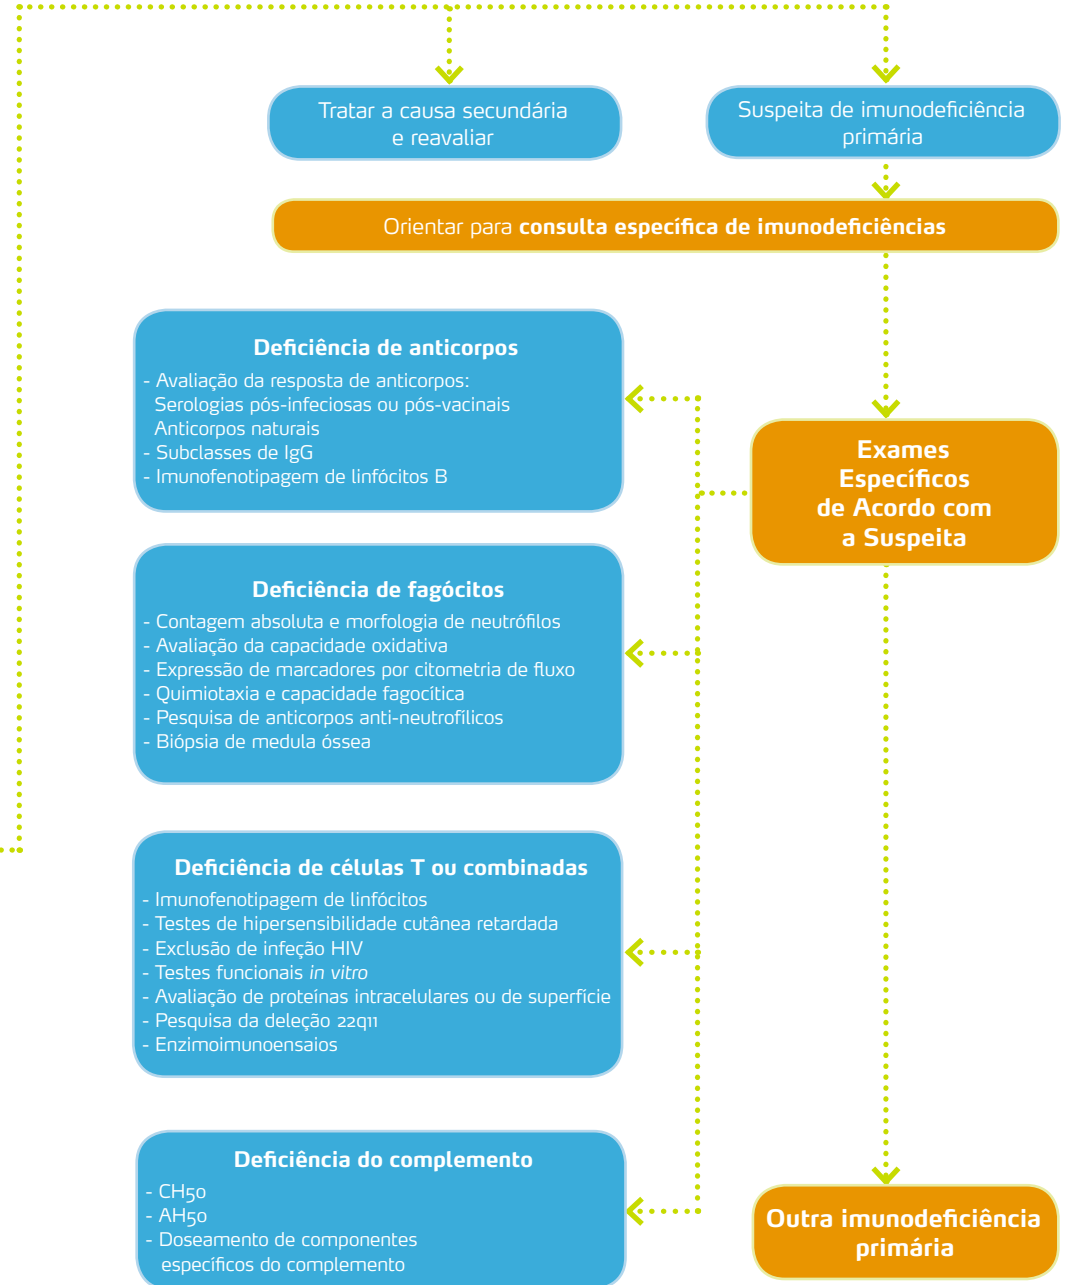 Tratar a causa secundária
e reavaliar
Suspeita de imunodeficiência
primária
Orientar para consulta específica de imunodeficiências
Deficiência de anticorpos
- Avaliação da resposta de anticorpos:
Serologias pós-infeciosas ou pós-vacinais
Anticorpos naturais
- Subclasses de IgG
- Imunofenotipagem de linfócitos B
Exames
Específicos
de Acordo com
a Suspeita
Deficiência de fagócitos
- Contagem absoluta e morfologia de neutrófilos
- Avaliação da capacidade oxidativa
- Expressão de marcadores por citometria de fluxo
- Quimiotaxia e capacidade fagocítica
- Pesquisa de anticorpos anti-neutrofílicos
- Biópsia de medula óssea
Deficiência de células T ou combinadas
- Imunofenotipagem de linfócitos
- Testes de hipersensibilidade cutânea retardada
- Exclusão de infeção HIV
- Testes funcionais in vitro
- Avaliação de proteínas intracelulares ou de superfície
- Pesquisa da deleção 22q11
- Enzimoimunoensaios
Deficiência do complemento
- CH50
- AH50
- Doseamento de componentes
específicos do complemento
Outra imunodeficiência
primária